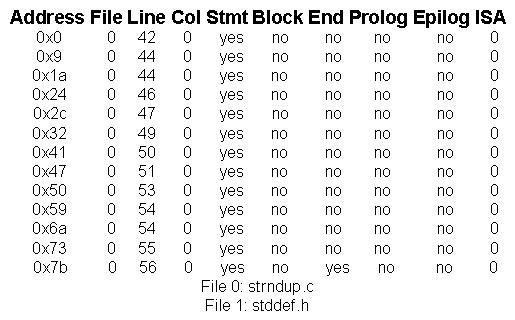 Address File Line Col Stmt Block End Prolog Epilog ISA
0x0 0 42 0 yes no no no no 0
0x9 0 44 0 yes no no no no 0
0x1a 0 44 0 yes no no no no 0
0x24 0 46 0 yes no no no no 0
0x2c 0 47 0 yes no no no no 0
0x32 0 49 0 yes no no no no 0
0x41 0 50 0 yes no no no no 0
0x47 0 51 0 yes no no no no 0
0x50 0 53 0 yes no no no no 0
0x59 0 54 0 yes no no no no 0
0x6a 0 54 0 yes no no no no 0
0x73 0 55 0 yes no no no no 0
0x7b 0 56 0 yes no yes no no 0
File 0: strndup.c
File 1: stddef.h